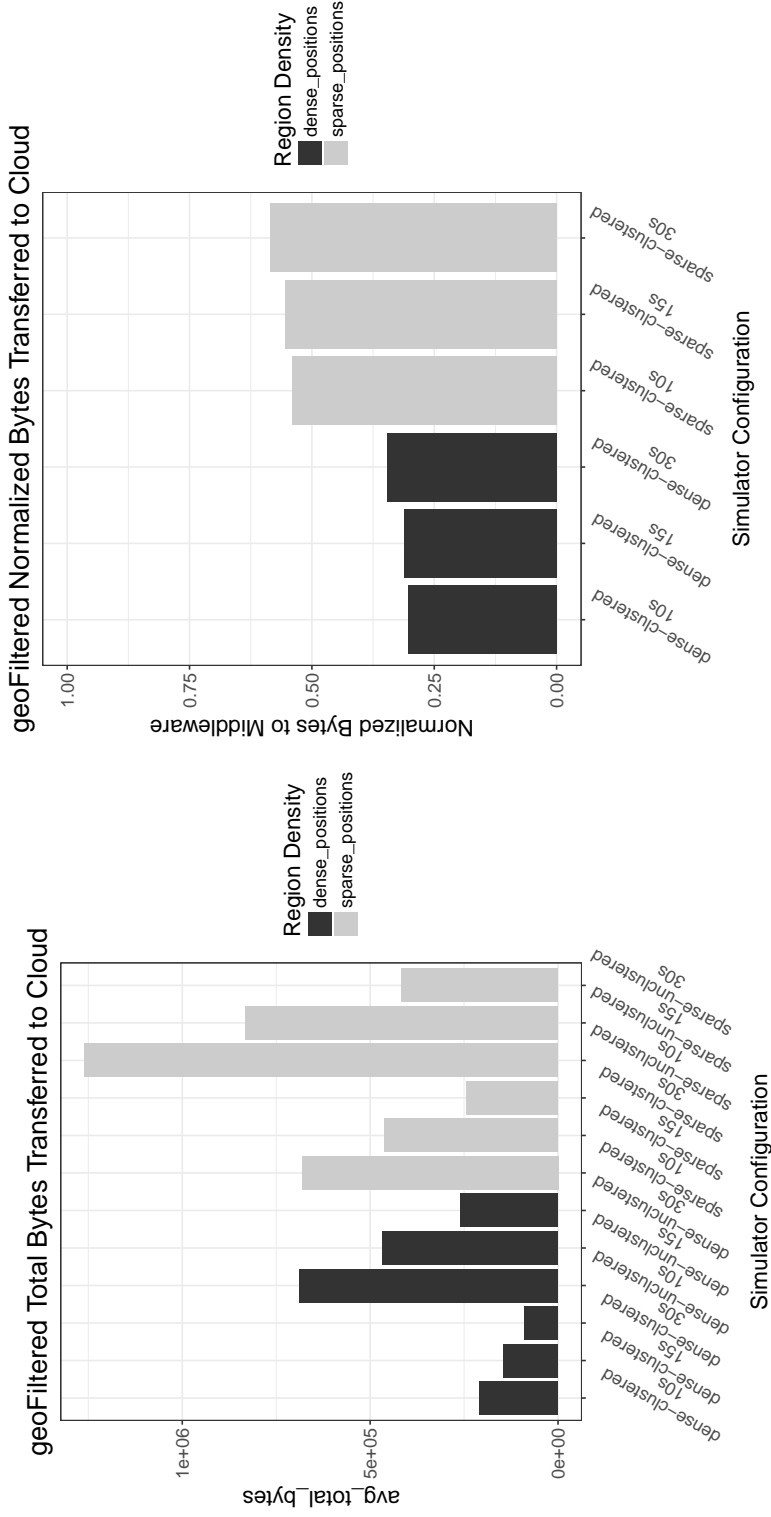 geoFiltered Total Bytes Transferred to Cloud
avg_total_bytes
1e+06
5e+05
0e+00
dense−clustered
10s
dense−clustered
15s
dense−clustered
30s
dense−unclustered
10s
dense−unclustered
15s
dense−unclustered
30s
sparse−clustered
10s
sparse−clustered
15s
sparse−clustered
30s
sparse−unclustered
10s
sparse−unclustered
15s
sparse−unclustered
30s
Simulator Configuration
Region Density
dense_positions
sparse_positions
geoFiltered Normalized Bytes Transferred to Cloud
Normalized Bytes to Middleware
1.00
0.75
0.50
0.25
0.00
dense−clustered
10s
dense−clustered
15s
dense−clustered
30s
sparse−clustered
10s
sparse−clustered
15s
sparse−clustered
30s
Simulator Configuration
Region Density
dense_positions
sparse_positions